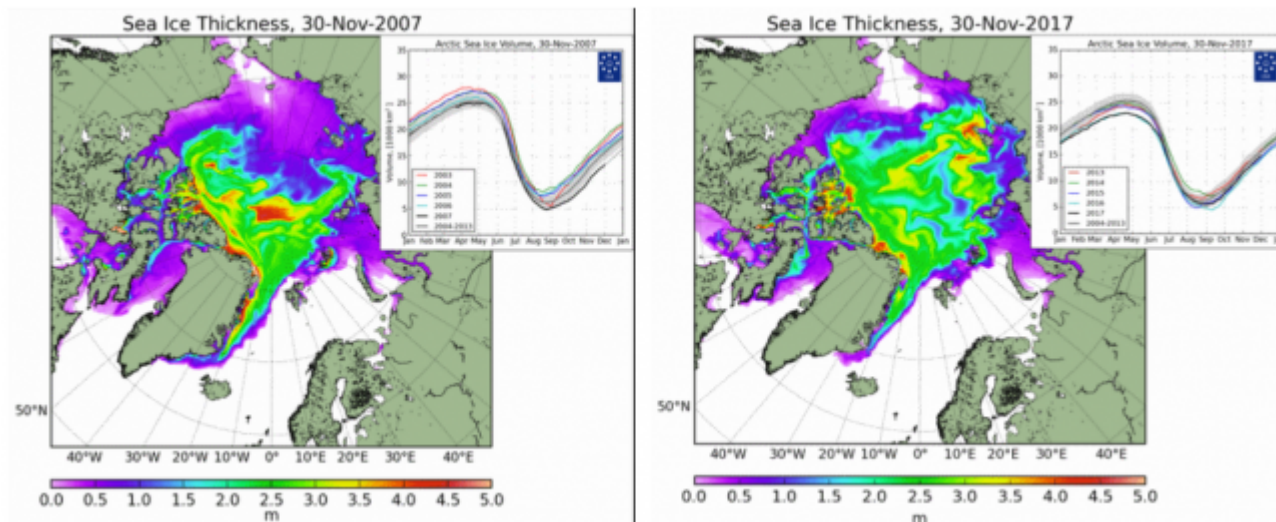 Sea Ice Thickness, 30-Nov-2007
Arctic Sea Ice Volume, 30-Nov-2007
Volume, [1000 km³]
35
30
25
20
15
10
5
0
2003
2004
2005
2006
2007
2004-2013
Jan Feb Mar Apr May Jun Jul Aug Sep Oct Nov Dec Jan
50°N
40°W 30°W 20°W 10°W 0° 10°E 20°E 30°E 40°E
0.0 0.5 1.0 1.5 2.0 2.5 3.0 3.5 4.0 4.5 5.0
m
Sea Ice Thickness, 30-Nov-2017
Arctic Sea Ice Volume, 30-Nov-2017
Volume, [1000 km³]
35
30
25
20
15
10
5
0
2013
2014
2015
2016
2017
2004-2013
Jan Feb Mar Apr May Jun Jul Aug Sep Oct Nov Dec
50°N
40°W 30°W 20°W 10°W 0° 10°E 20°E 30°E 40°E
0.0 0.5 1.0 1.5 2.0 2.5 3.0 3.5 4.0 4.5 5.0
m